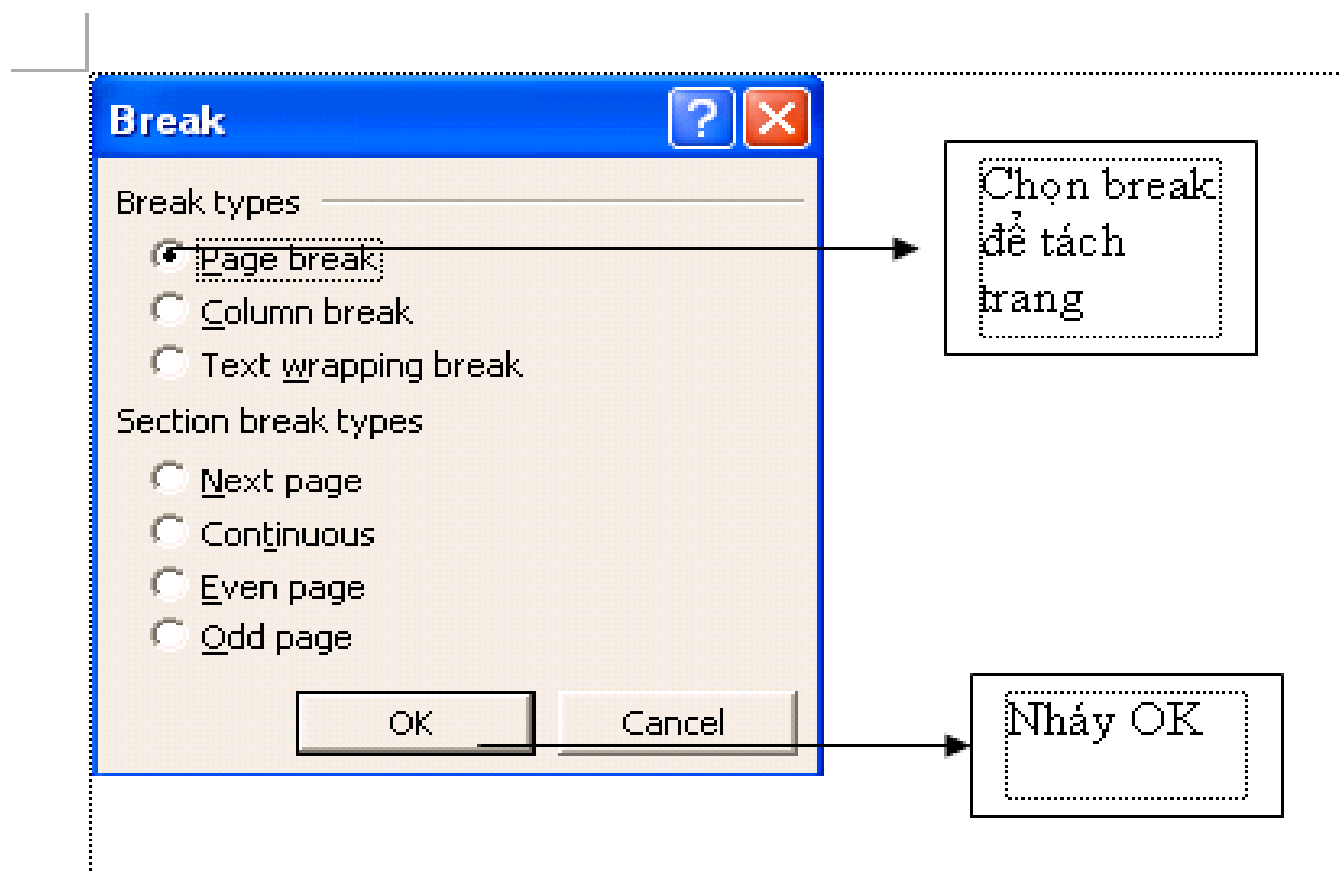 Break
Break types
Page break
Column break
Text wrapping break
Section break types
Next page
Continuous
Even page
Odd page
OK
Cancel
Chọn break
để tách
trang
Nháy OK